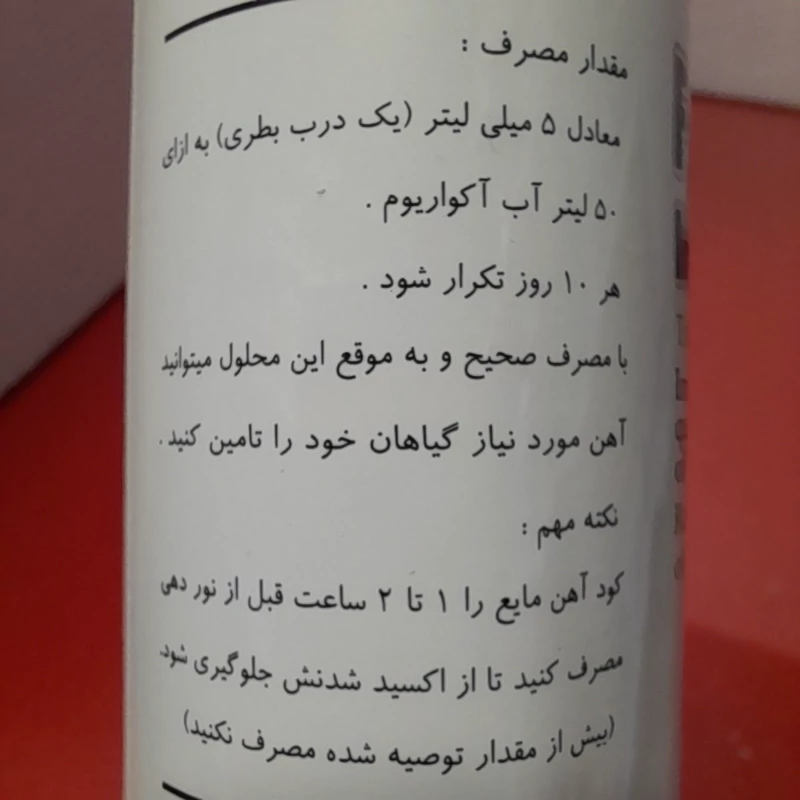 مقدار مصرف :
معادل ۵ میلی لیتر (یک درب بطری) به ازای
۵۰ لیتر آب آکواریوم .
هر ۱۰ روز تکرار شود .
با مصرف صحیح و به موقع این محلول میتوانید
آهن مورد نیاز گیاهان خود را تامین کنید .
نکته مهم :
کود آهن مایع را ۱ تا ۲ ساعت قبل از نور دهی
مصرف کنید تا از اکسید شدنش جلوگیری شود.
(بیش از مقدار توصیه شده مصرف نکنید)